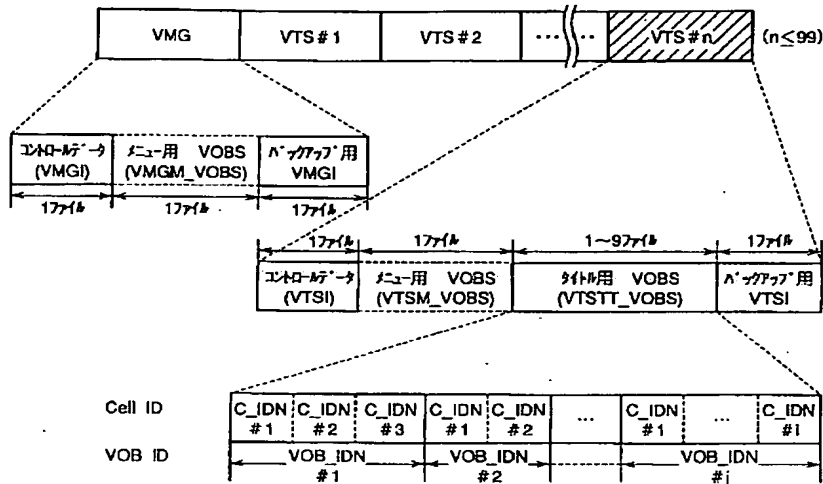 VMG VTS#1 VTS#2 ..... ..... VTS#n (n≤99)
コントロールデータ メニュー用 VOBS バックアップ用
(VMGI) (VMGM_VOBS) VMGI
1ファイル 1ファイル 1ファイル
1ファイル 1ファイル 1～9ファイル 1ファイル
コントロールデータ メニュー用 VOBS タイトル用 VOBS バックアップ用
(VTSI) (VTSM_VOBS) (VTSTT_VOBS) VTSI
Cell ID C_IDN C_IDN C_IDN C_IDN C_IDN ... C_IDN ... C_IDN
#1 #2 #3 #1 #2 #1 #i
VOB ID VOB_IDN VOB_IDN VOB_IDN
#1 #2 #j